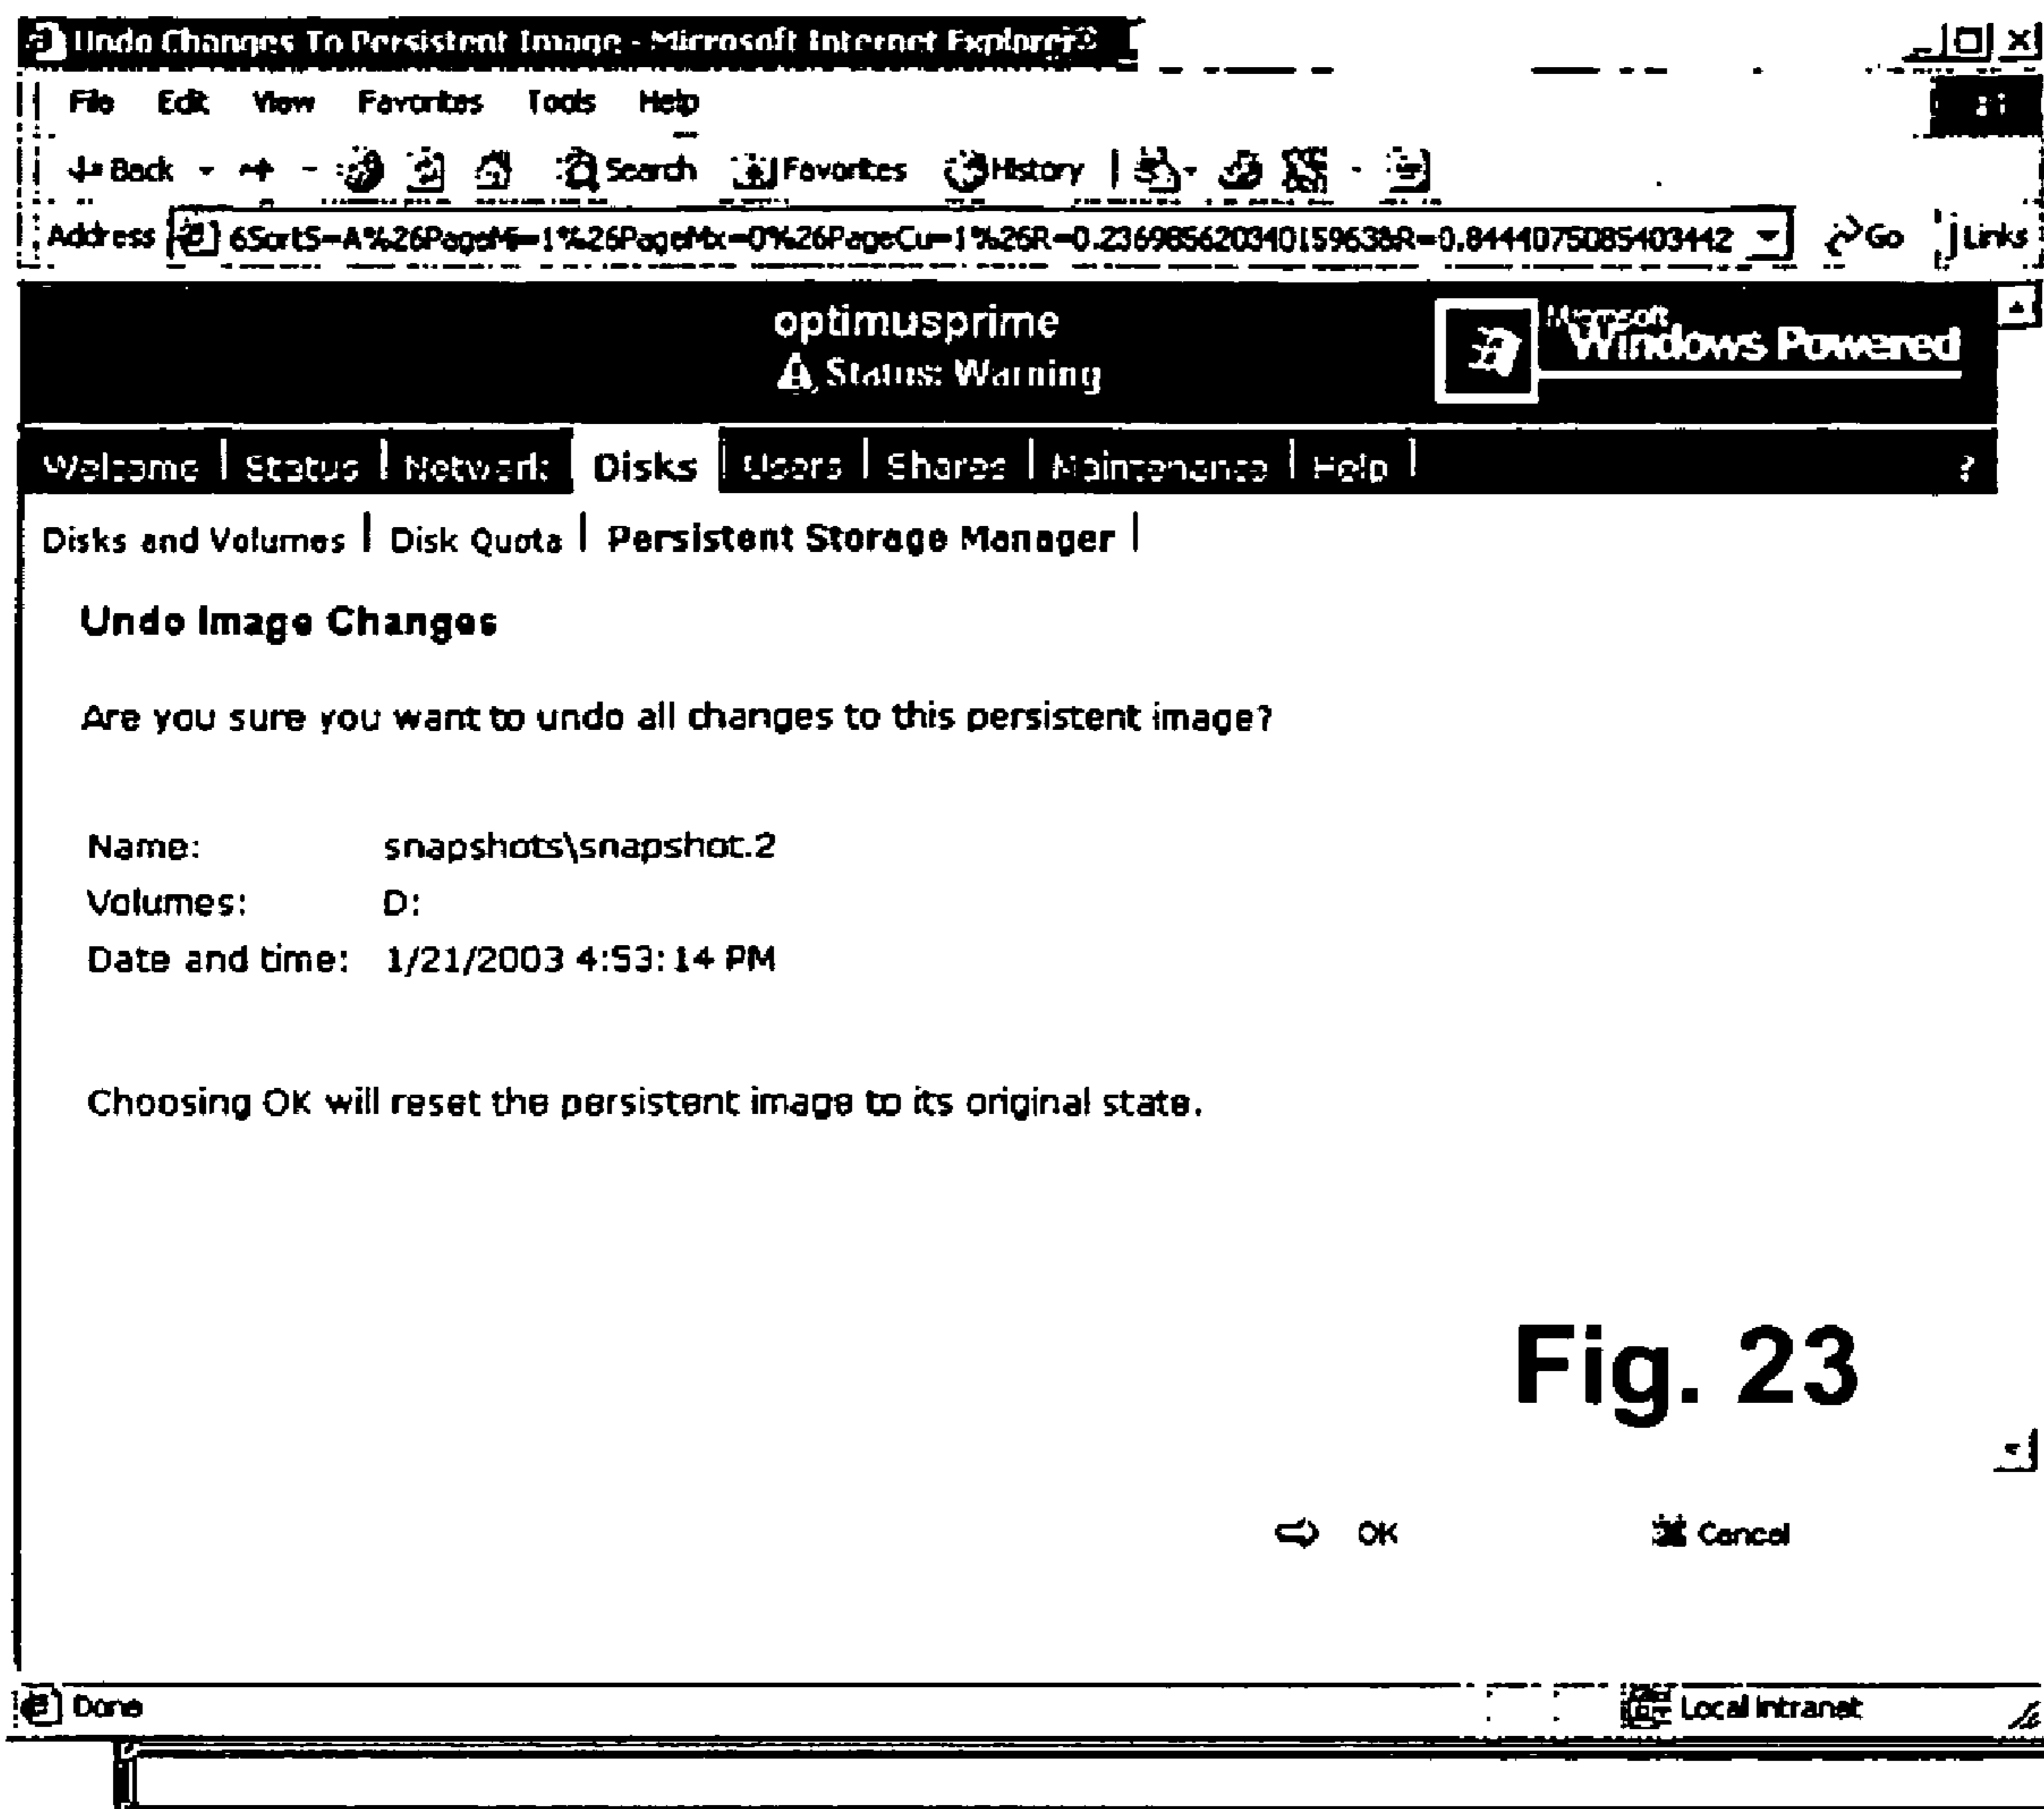 Undo Changes To Persistent Image - Microsoft Internet Explorer
File Edit View Favorites Tools Help
Back Search Favorites History
Address 6SortS=A%26PageMi=1%26PageMx=0%26PageCu=1%26R=0.2369856203401596&R=0.8444075085403442 Go Links
optimusprime
Status: Warning
Microsoft
Windows Powered
Welcome | Status | Network | Disks | Users | Shares | Maintenance | Help | ?
Disks and Volumes | Disk Quota | Persistent Storage Manager |
Undo Image Changes
Are you sure you want to undo all changes to this persistent image?
Name: snapshots\snapshot.2
Volumes: D:
Date and time: 1/21/2003 4:53:14 PM
Choosing OK will reset the persistent image to its original state.
Fig. 23
OK Cancel
Done Local intranet